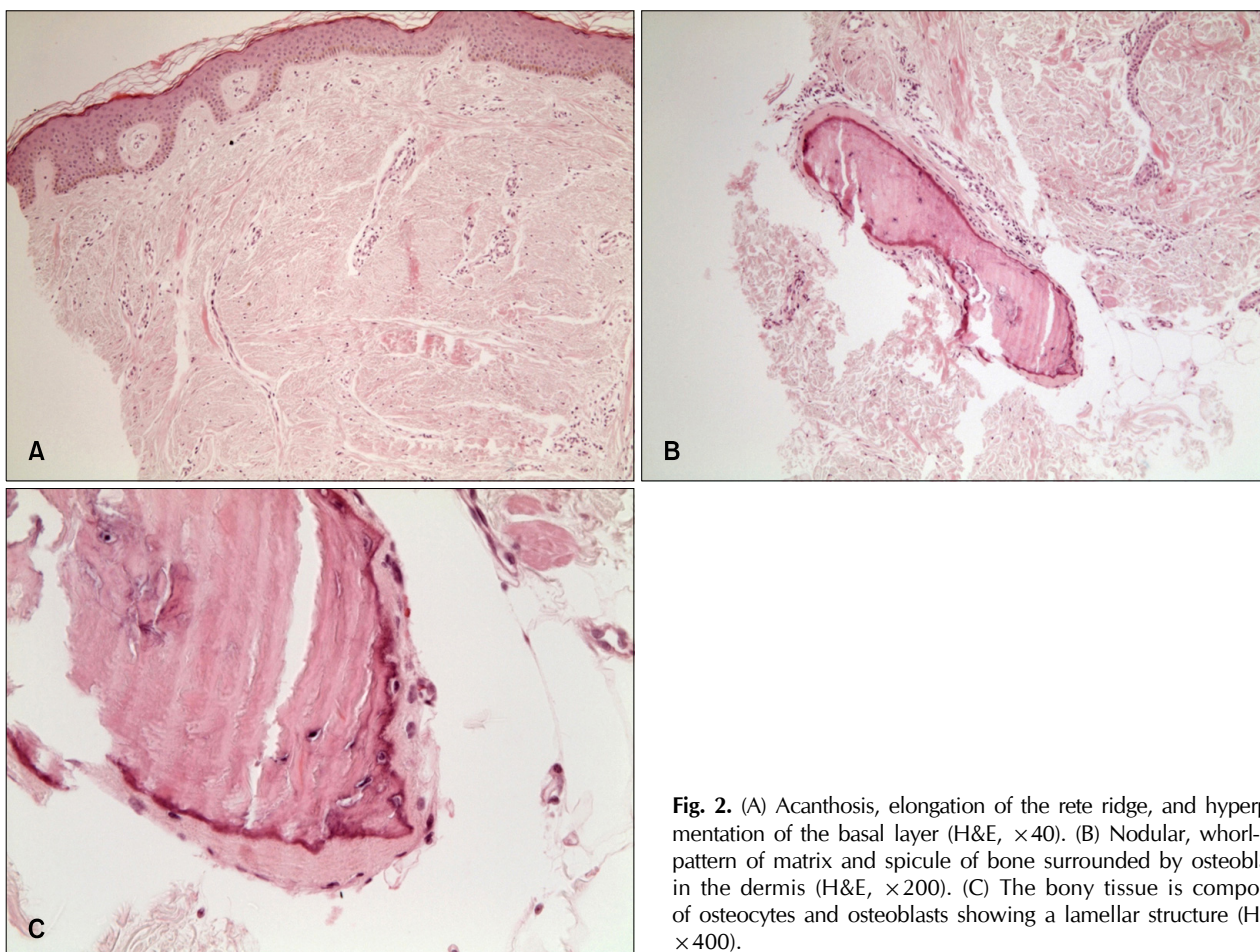 A
B
C
Fig. 2. (A) Acanthosis, elongation of the rete ridge, and hyper
mentation of the basal layer (H&E, ×40). (B) Nodular, whorl-
pattern of matrix and spicule of bone surrounded by osteobl
in the dermis (H&E, ×200). (C) The bony tissue is compo
of osteocytes and osteoblasts showing a lamellar structure (H
×400).